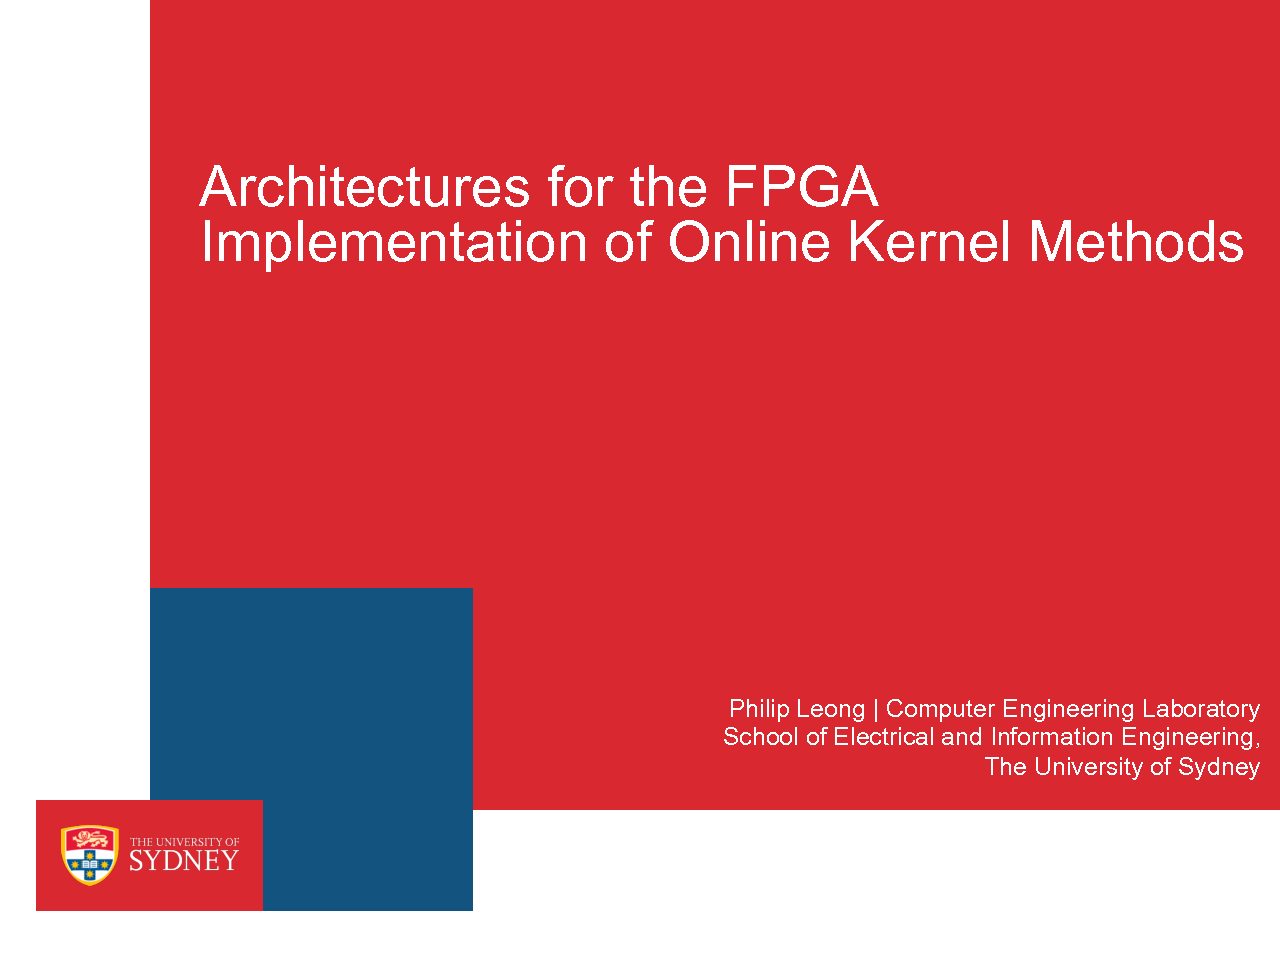 Architectures for the FPGA
Implementation of Online Kernel Methods
Philip Leong | Computer Engineering Laboratory
School of Electrical and Information Engineering,
The University of Sydney
THE UNIVERSITY OF
SYDNEY